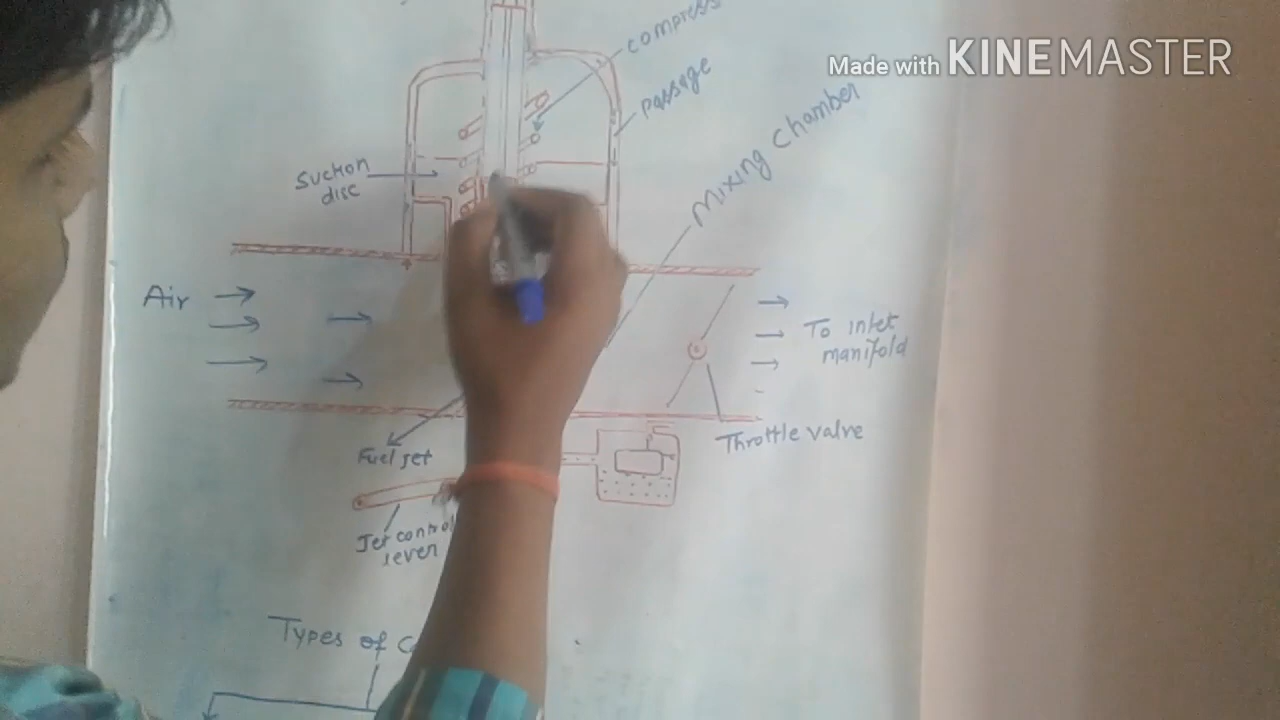 Made with KINEMASTER
Passage
Mixing Chamber
Suction
disc
Air
To inlet
manifold
Throttle valve
Fuel jet
Jet control
lever
Types of